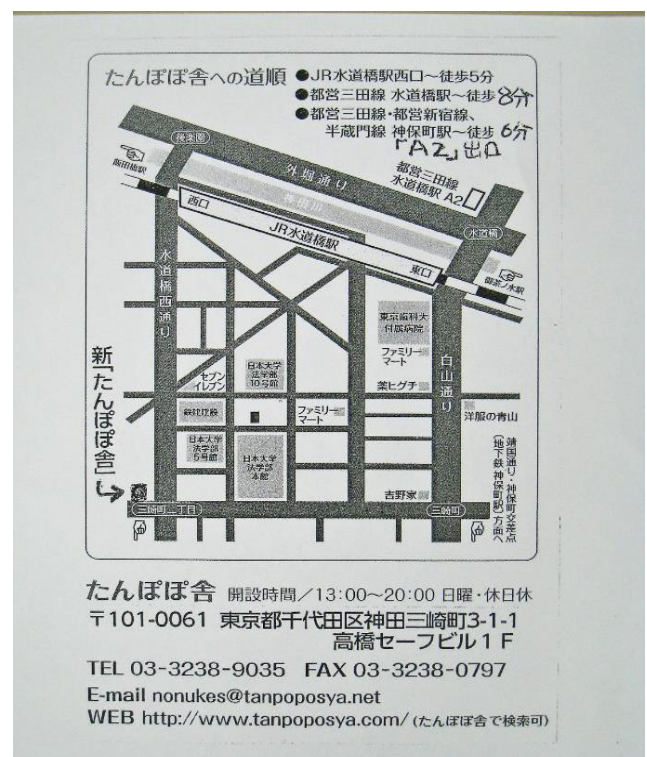 たんぽぽ舎への道順
●JR水道橋駅西口～徒歩5分
●都営三田線 水道橋駅～徒歩8分
●都営三田線・都営新宿線、
半蔵門線 神保町駅～徒歩6分
「A2」出口
後楽園
飯田橋駅
外堀通り
神田川
都営三田線
水道橋駅 A2
西口
JR水道橋駅
東口
水道橋
御茶ノ水駅
水道橋西通り
白山通り
東京歯科大
付属病院
ファミリー
マート
薬ヒグチ
日本大学
法学部
10号館
セブン
イレブン
ファミリー
マート
洋服の青山
新「たんぽぽ舎」
日本大学
法学部
5号館
日本大学
法学部
本館
吉野家
靖国通り・神保町交差点
(地下鉄 神保町駅)方面へ
三崎町二丁目
三崎町
たんぽぽ舎 開設時間／13:00～20:00 日曜・休日休
〒101-0061 東京都千代田区神田三崎町3-1-1
高橋セーフビル1F
TEL 03-3238-9035 FAX 03-3238-0797
E-mail nonukes@tanpoposya.net
WEB http://www.tanpoposya.com/ (たんぽぽ舎で検索可)